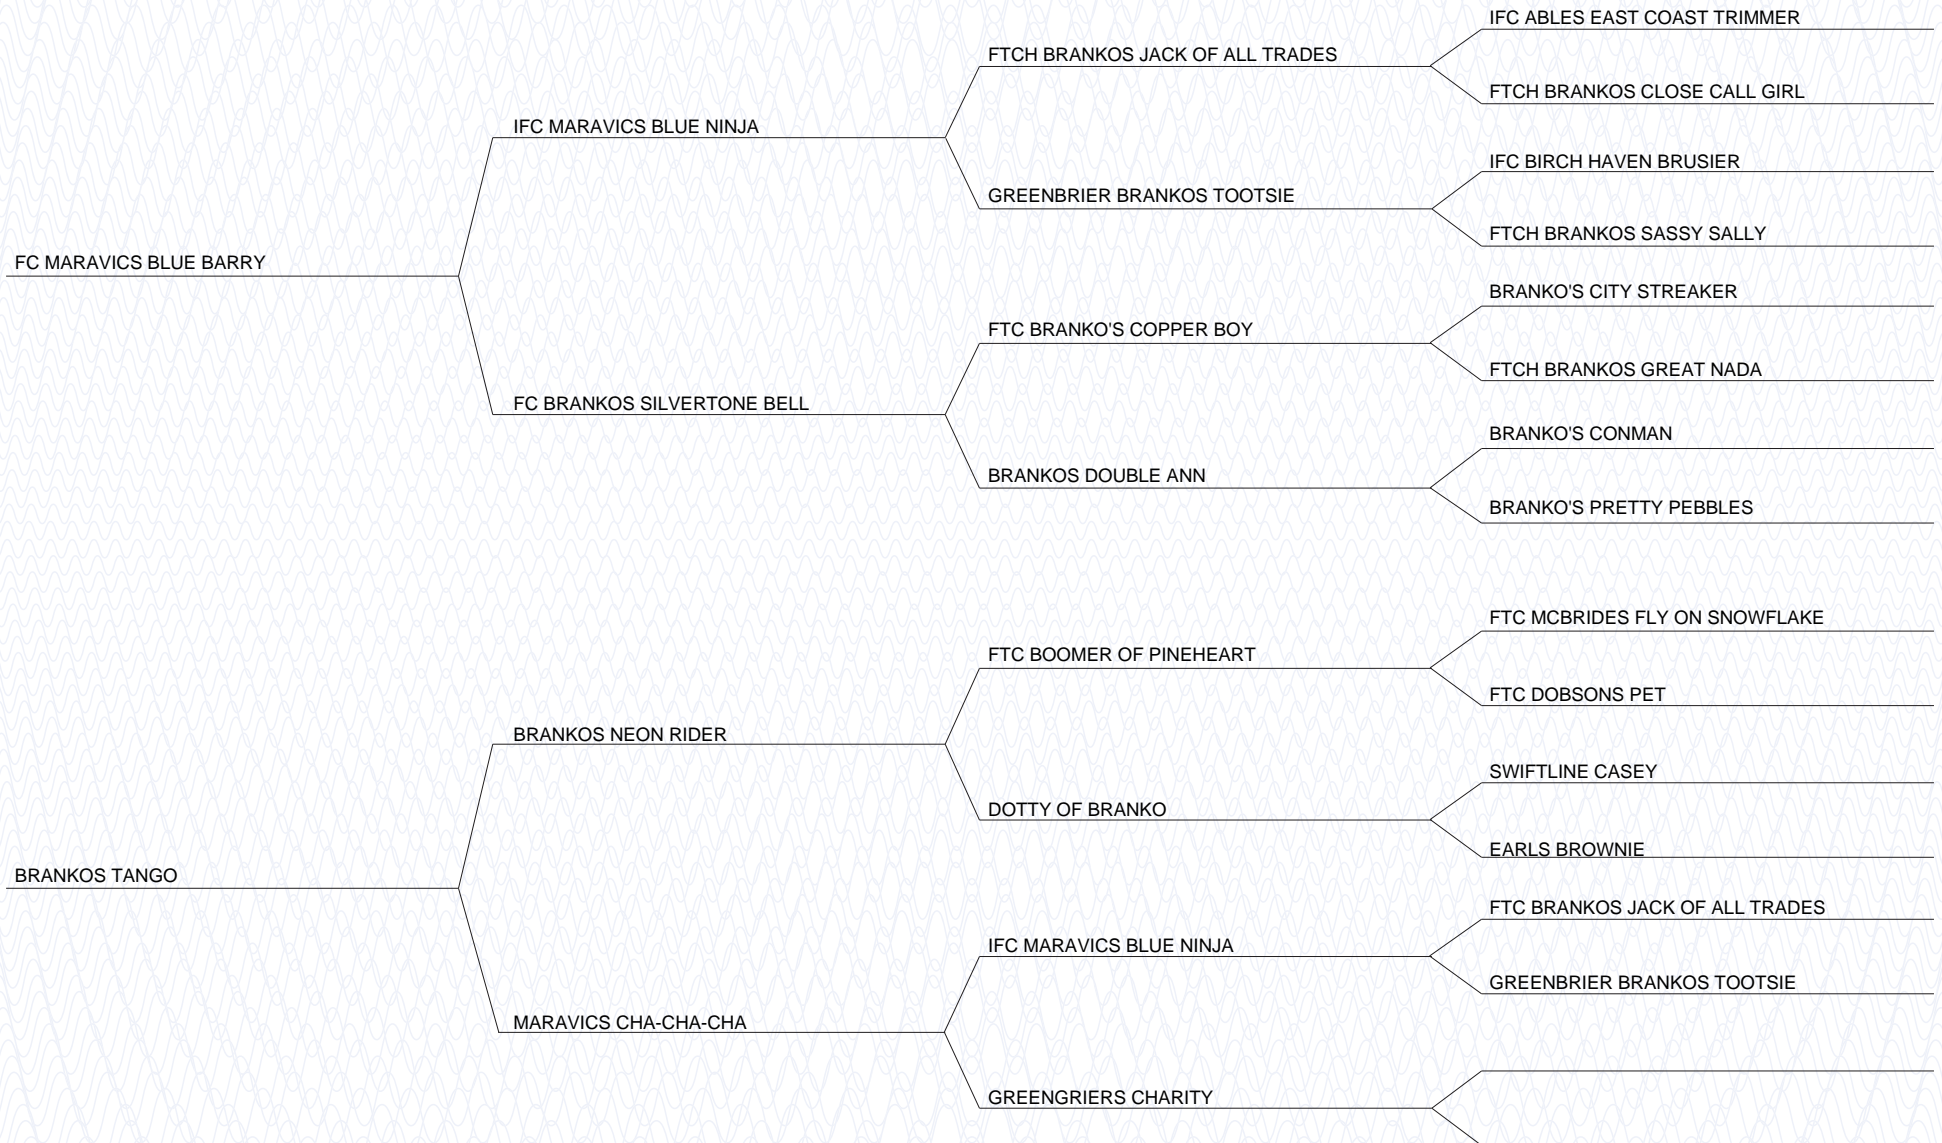 IFC ABLES EAST COAST TRIMMER
FTCH BRANKOS JACK OF ALL TRADES
FTCH BRANKOS CLOSE CALL GIRL
IFC MARAVICS BLUE NINJA
IFC BIRCH HAVEN BRUSIER
GREENBRIER BRANKOS TOOTSIE
FTCH BRANKOS SASSY SALLY
FC MARAVICS BLUE BARRY
BRANKO'S CITY STREAKER
FTC BRANKO'S COPPER BOY
FTCH BRANKOS GREAT NADA
FC BRANKOS SILVERTONE BELL
BRANKO'S CONMAN
BRANKOS DOUBLE ANN
BRANKO'S PRETTY PEBBLES
FTC MCBRIDES FLY ON SNOWFLAKE
FTC BOOMER OF PINEHEART
FTC DOBSONS PET
BRANKOS NEON RIDER
SWIFTLINE CASEY
DOTTY OF BRANKO
EARLS BROWNIE
BRANKOS TANGO
FTC BRANKOS JACK OF ALL TRADES
IFC MARAVICS BLUE NINJA
GREENBRIER BRANKOS TOOTSIE
MARAVICS CHA-CHA-CHA
GREENGRIERS CHARITY